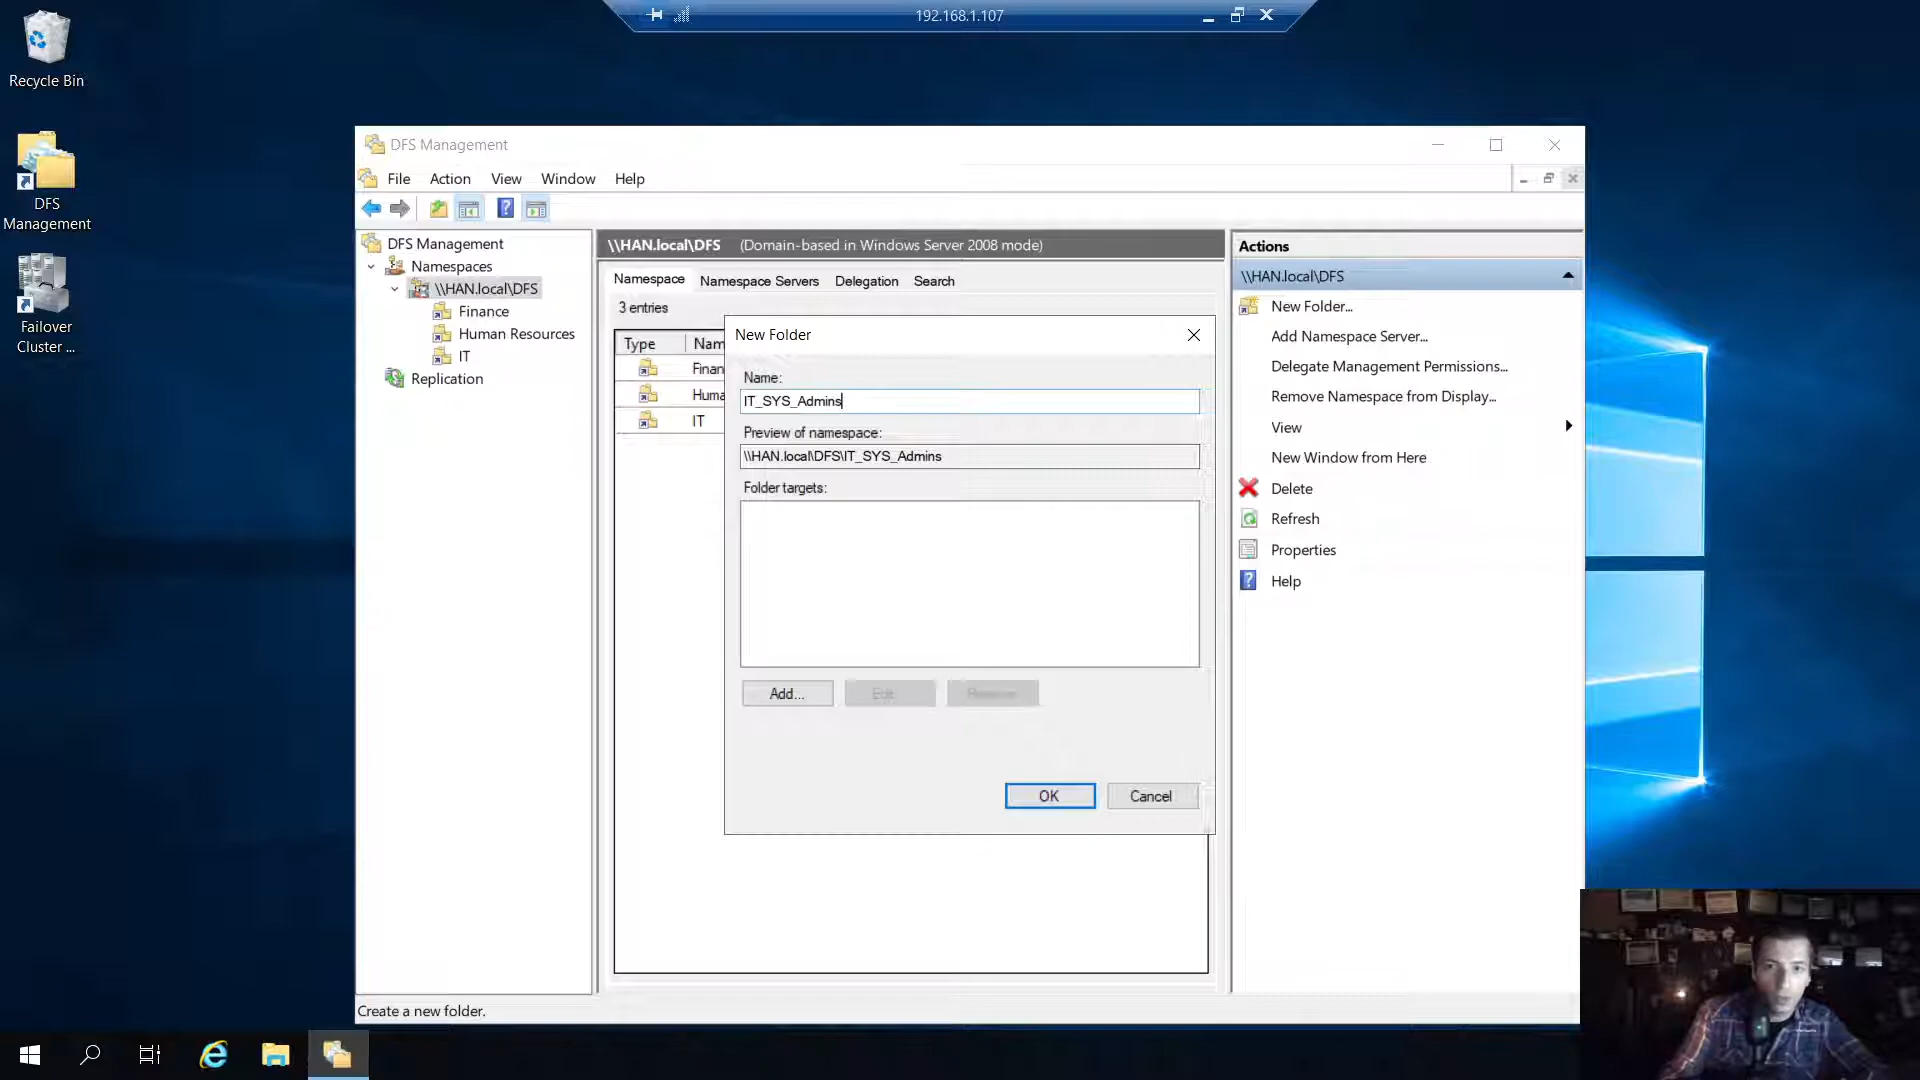 192.168.1.107
Recycle Bin
DFS
Management
Failover
Cluster ...
DFS Management
File Action View Window Help
DFS Management
Namespaces
\\HAN.local\DFS
Finance
Human Resources
IT
Replication
\\HAN.local\DFS (Domain-based in Windows Server 2008 mode)
Namespace Namespace Servers Delegation Search
3 entries
Type Nam
Finan
Huma
IT
New Folder
Name:
IT_SYS_Admins
Preview of namespace:
\\HAN.local\DFS\IT_SYS_Admins
Folder targets:
Add... Edit... Remove
OK Cancel
Actions
\\HAN.local\DFS
New Folder...
Add Namespace Server...
Delegate Management Permissions...
Remove Namespace from Display...
View
New Window from Here
Delete
Refresh
Properties
Help
Create a new folder.